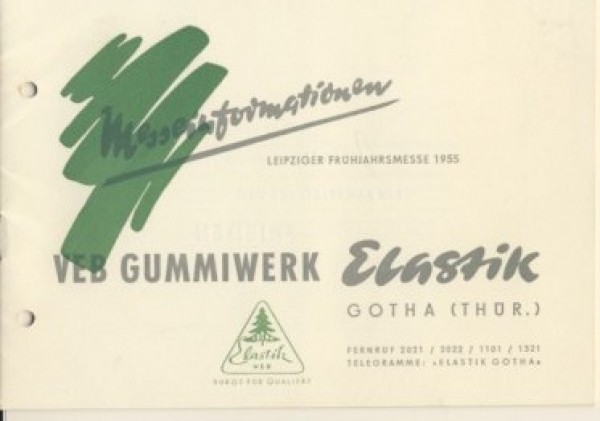 Messeinformationen
LEIPZIGER FRÜHJAHRSMESSE 1955
VEB GUMMIWERK Elastik
GOTHA (THÜR.)
Elastik
VEB
BÜRGT FÜR QUALITÄT
FERNRUF 2021 / 2022 / 1101 / 1321
TELEGRAMME: »ELASTIK GOTHA«